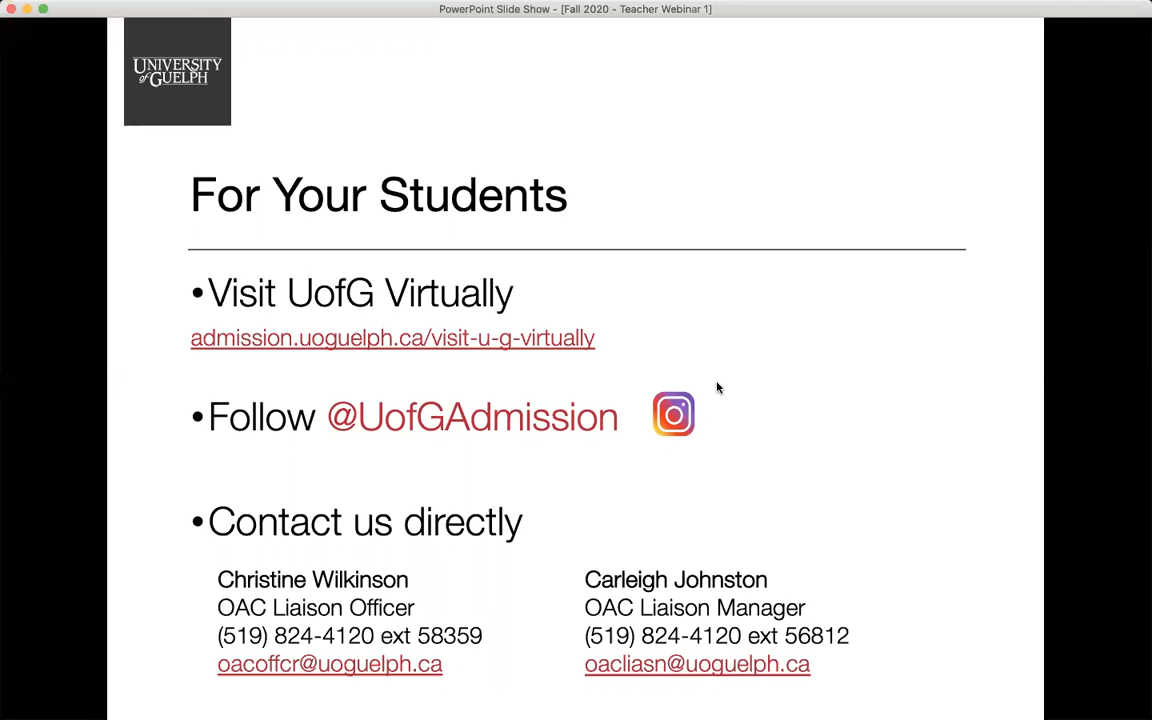 PowerPoint Slide Show - [Fall 2020 - Teacher Webinar 1]
UNIVERSITY
of GUELPH
For Your Students
•Visit UofG Virtually
admission.uoguelph.ca/visit-u-g-virtually
•Follow @UofGAdmission
•Contact us directly
Christine Wilkinson
OAC Liaison Officer
(519) 824-4120 ext 58359
oacoffcr@uoguelph.ca
Carleigh Johnston
OAC Liaison Manager
(519) 824-4120 ext 56812
oacliasn@uoguelph.ca